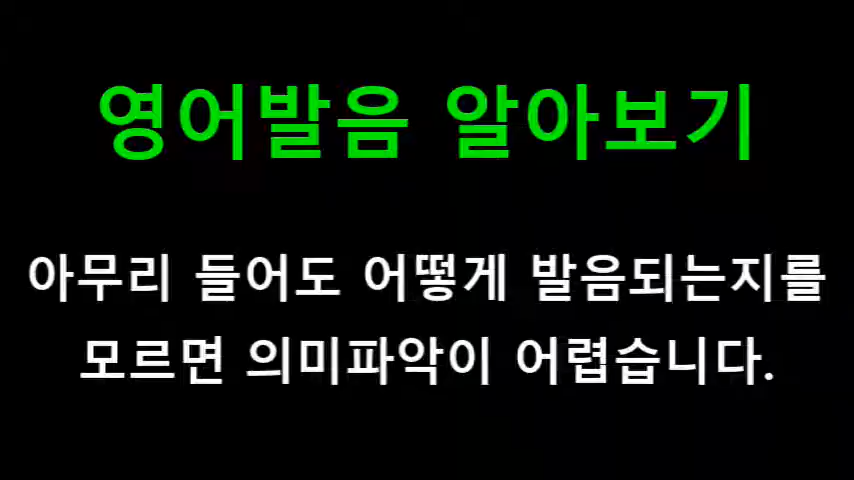 영어발음 알아보기
아무리 들어도 어떻게 발음되는지를
모르면 의미파악이 어렵습니다.